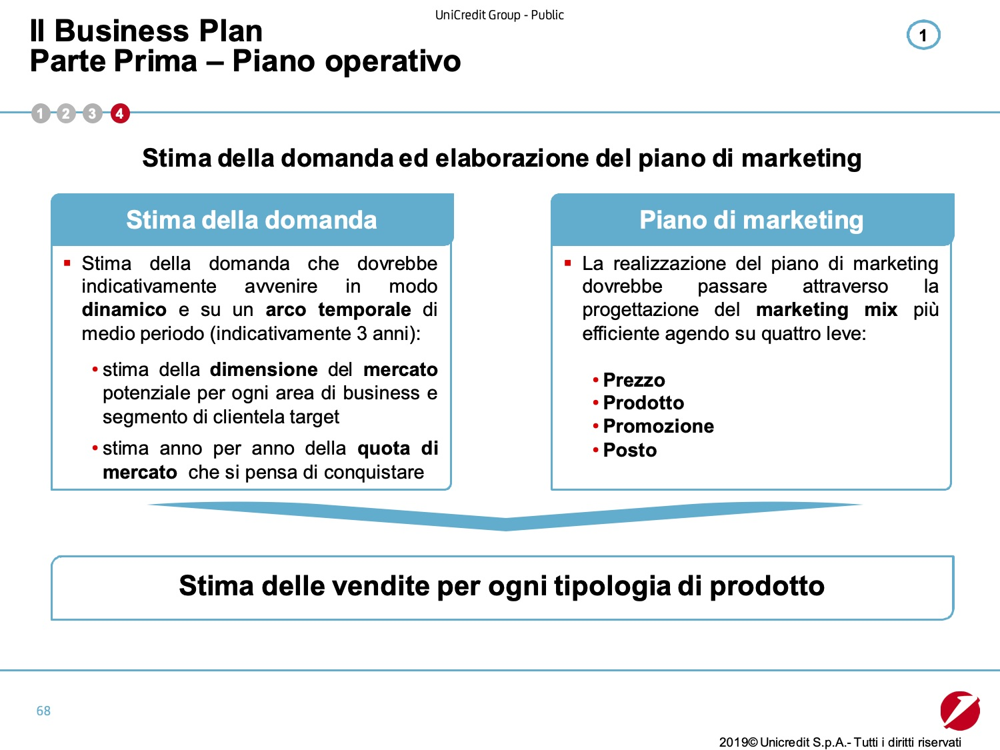 UniCredit Group - Public
Il Business Plan
Parte Prima – Piano operativo
1
1 2 3 4
Stima della domanda ed elaborazione del piano di marketing
Stima della domanda
▪ Stima della domanda che dovrebbe
indicativamente avvenire in modo
dinamico e su un arco temporale di
medio periodo (indicativamente 3 anni):
• stima della dimensione del mercato
potenziale per ogni area di business e
segmento di clientela target
• stima anno per anno della quota di
mercato che si pensa di conquistare
Piano di marketing
▪ La realizzazione del piano di marketing
dovrebbe passare attraverso la
progettazione del marketing mix più
efficiente agendo su quattro leve:
• Prezzo
• Prodotto
• Promozione
• Posto
Stima delle vendite per ogni tipologia di prodotto
68
2019© Unicredit S.p.A.- Tutti i diritti riservati